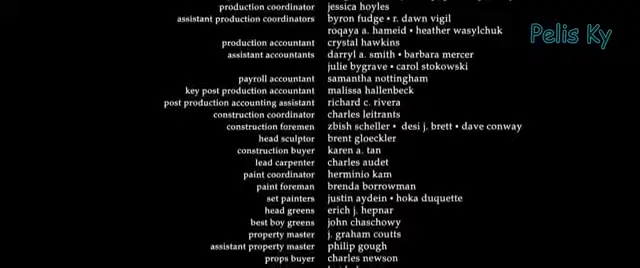 production coordinator jessica hoyles
assistant production coordinators byron fudge • r. dawn vigil
roqaya a. hameid • heather wasylchuk
Pelis Ky
production accountant crystal hawkins
assistant accountants darryl a. smith • barbara mercer
julie bygrave • carol stokowski
payroll accountant samantha nottingham
key post production accountant malissa hallenbeck
post production accounting assistant richard c. rivera
construction coordinator charles leitrants
construction foremen zbish scheller • desi j. brett • dave conway
head sculptor brent gloeckler
construction buyer karen a. tan
lead carpenter charles audet
paint coordinator herminio kam
paint foreman brenda borrowman
set painters justin aydein • hoka duquette
head greens erich j. hepnar
best boy greens john chaschowy
property master j. graham coutts
assistant property master philip gough
props buyer charles newson